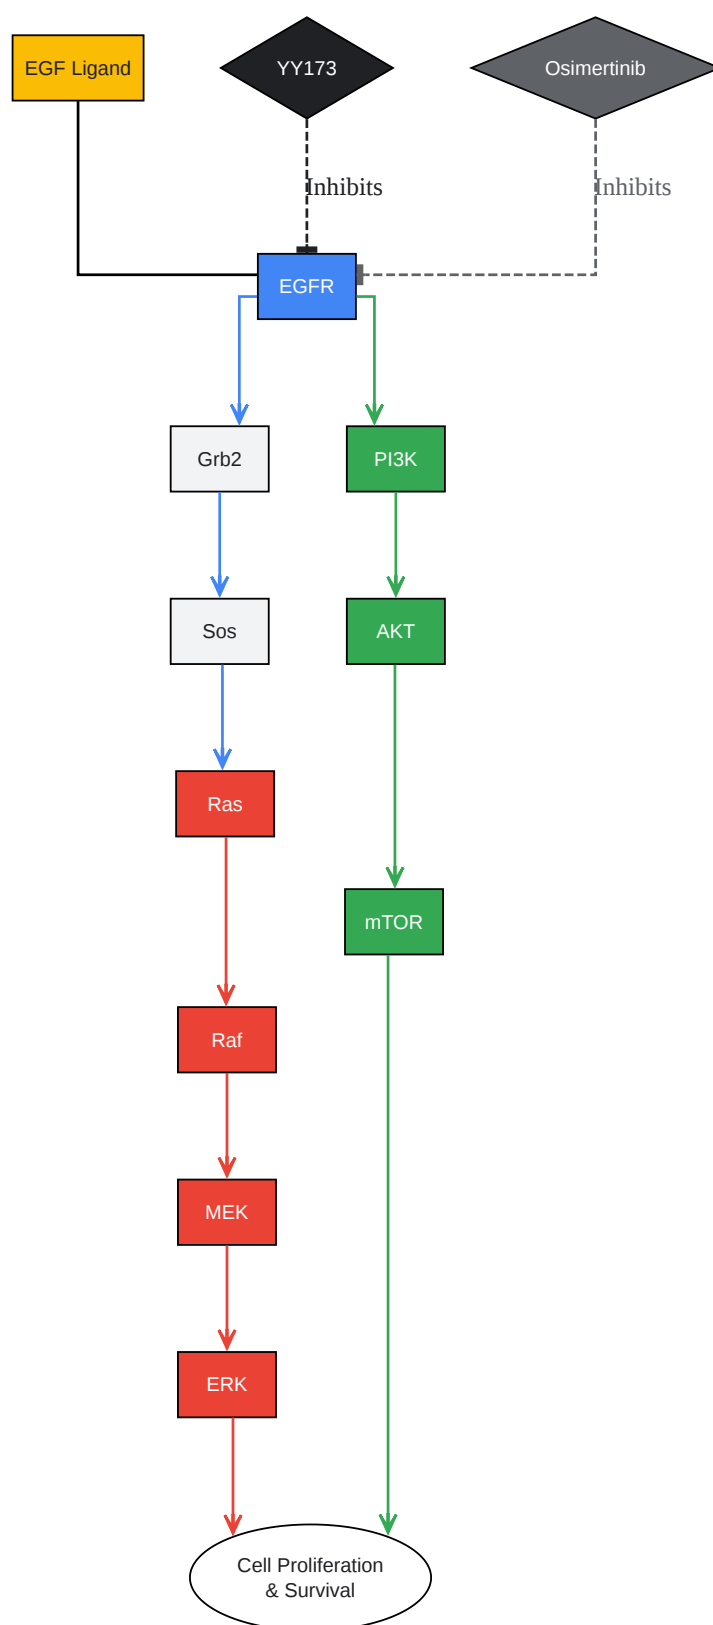 EGF Ligand
YY173
Osimertinib
Inhibits
Inhibits
EGFR
Grb2
PI3K
Sos
AKT
Ras
mTOR
Raf
MEK
ERK
Cell Proliferation
& Survival